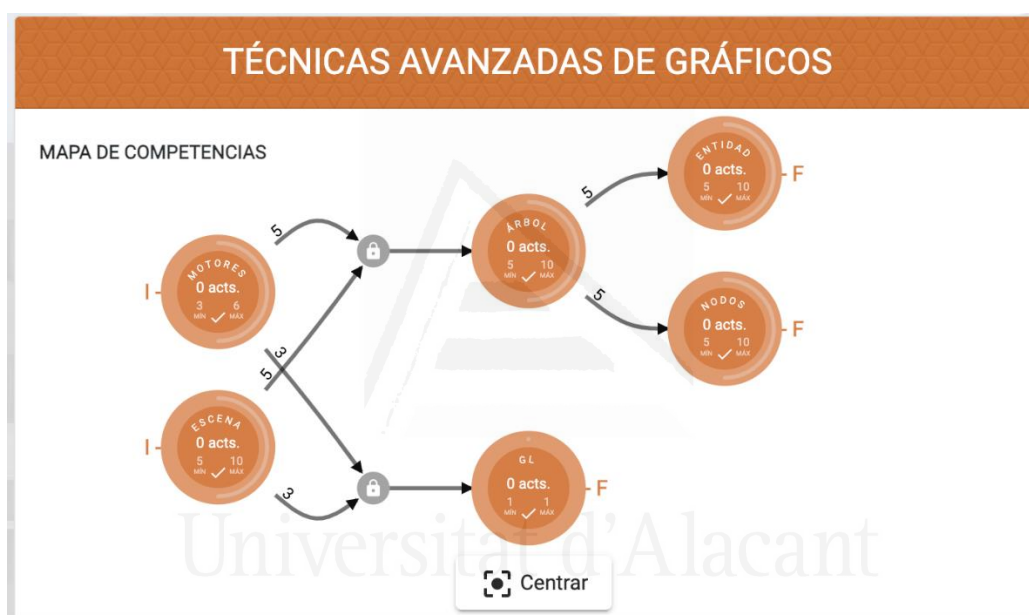 TÉCNICAS AVANZADAS DE GRÁFICOS
MAPA DE COMPETENCIAS
ENTIDAD
0 acts.
5 10
MÍN MÁX
F
5
5
MOTORES
0 acts.
3 6
MÍN MÁX
I
ÁRBOL
0 acts.
5 10
MÍN MÁX
5
NODOS
0 acts.
5 10
MÍN MÁX
F
3
5
ESCENA
0 acts.
5 10
MÍN MÁX
I
3
GL
0 acts.
1 1
MÍN MÁX
F
Universitat d'Alacant
Centrar